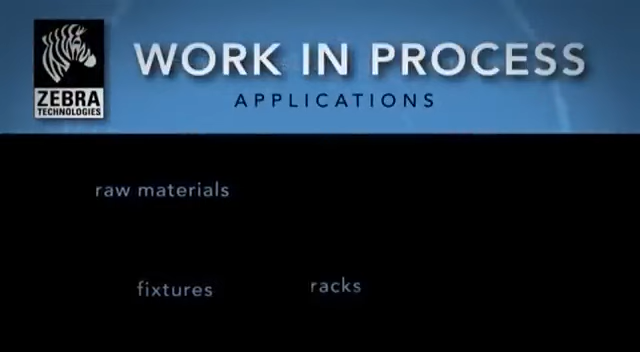 ZEBRA
TECHNOLOGIES
WORK IN PROCESS
APPLICATIONS
raw materials
fixtures
racks